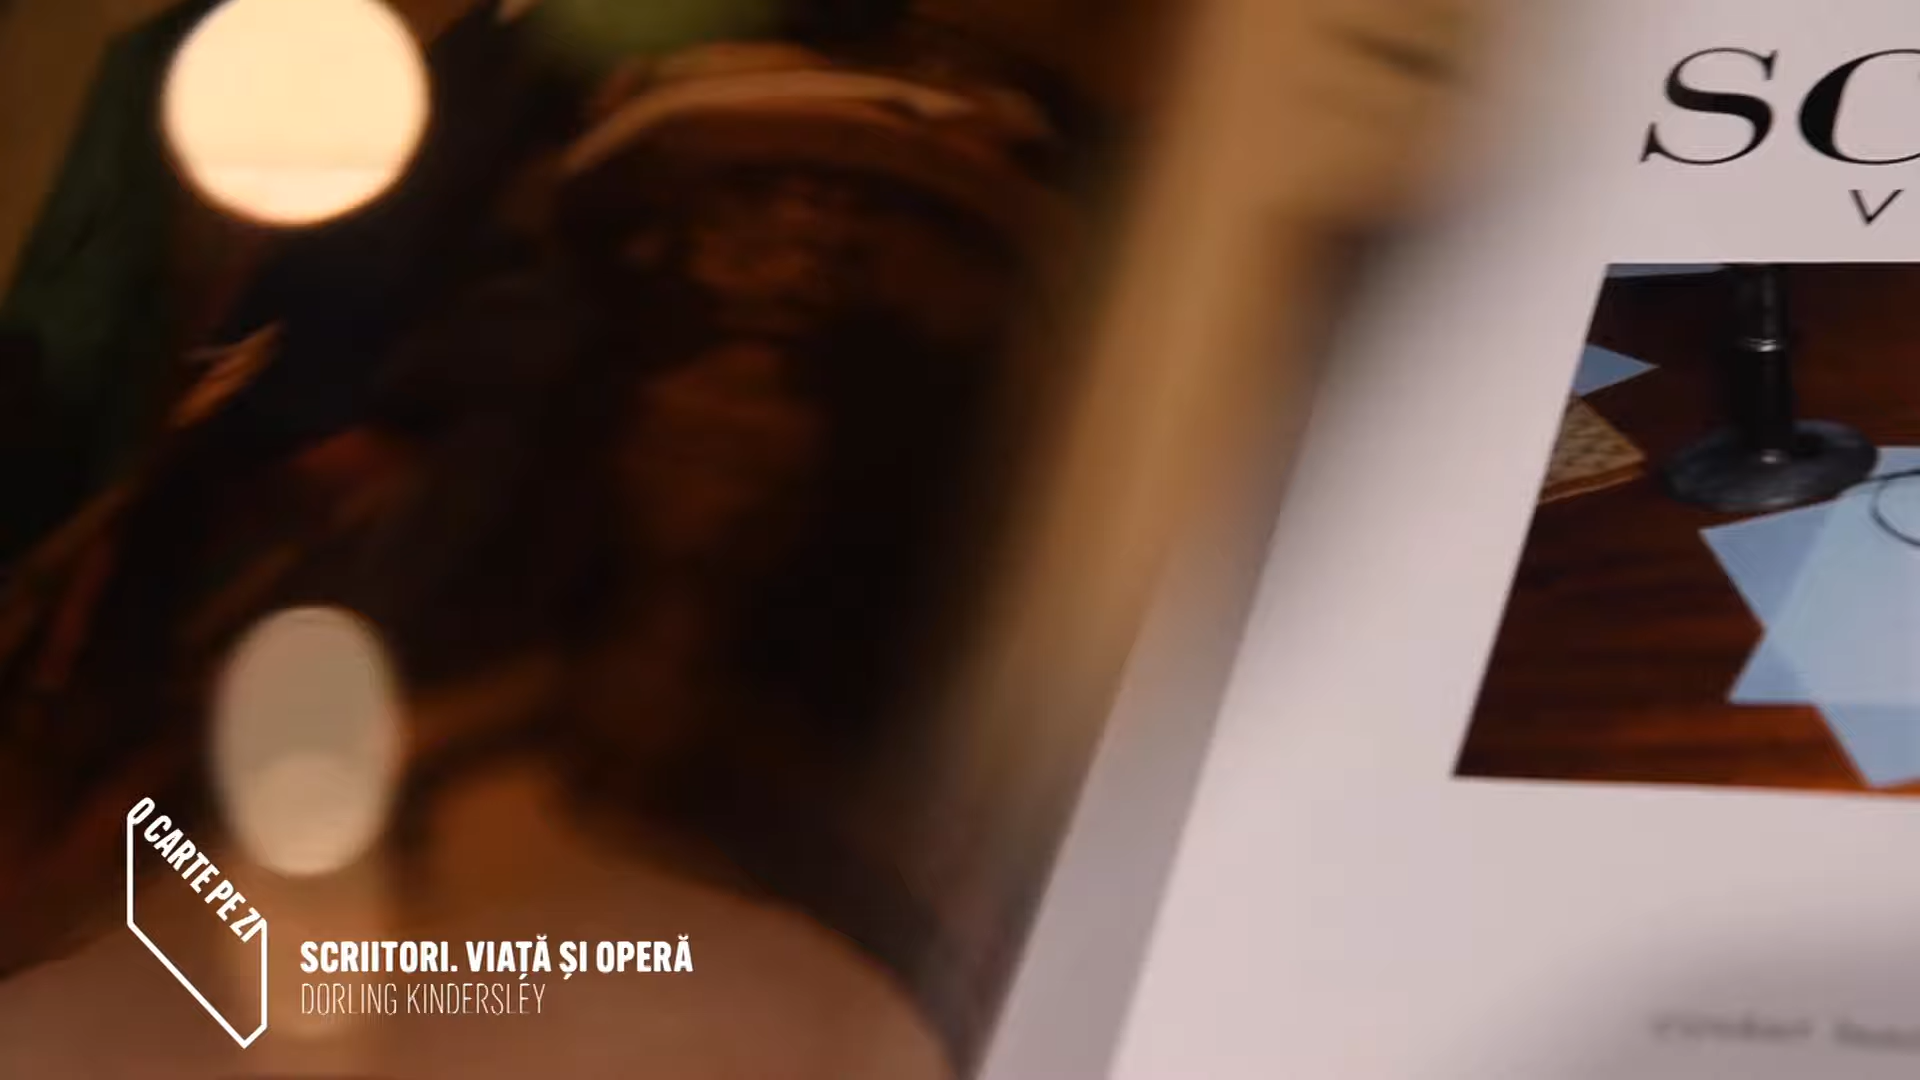 SC
V
O CARTE PE ZI
SCRIITORI. VIAȚĂ ȘI OPERĂ
DORLING KINDERSLEY